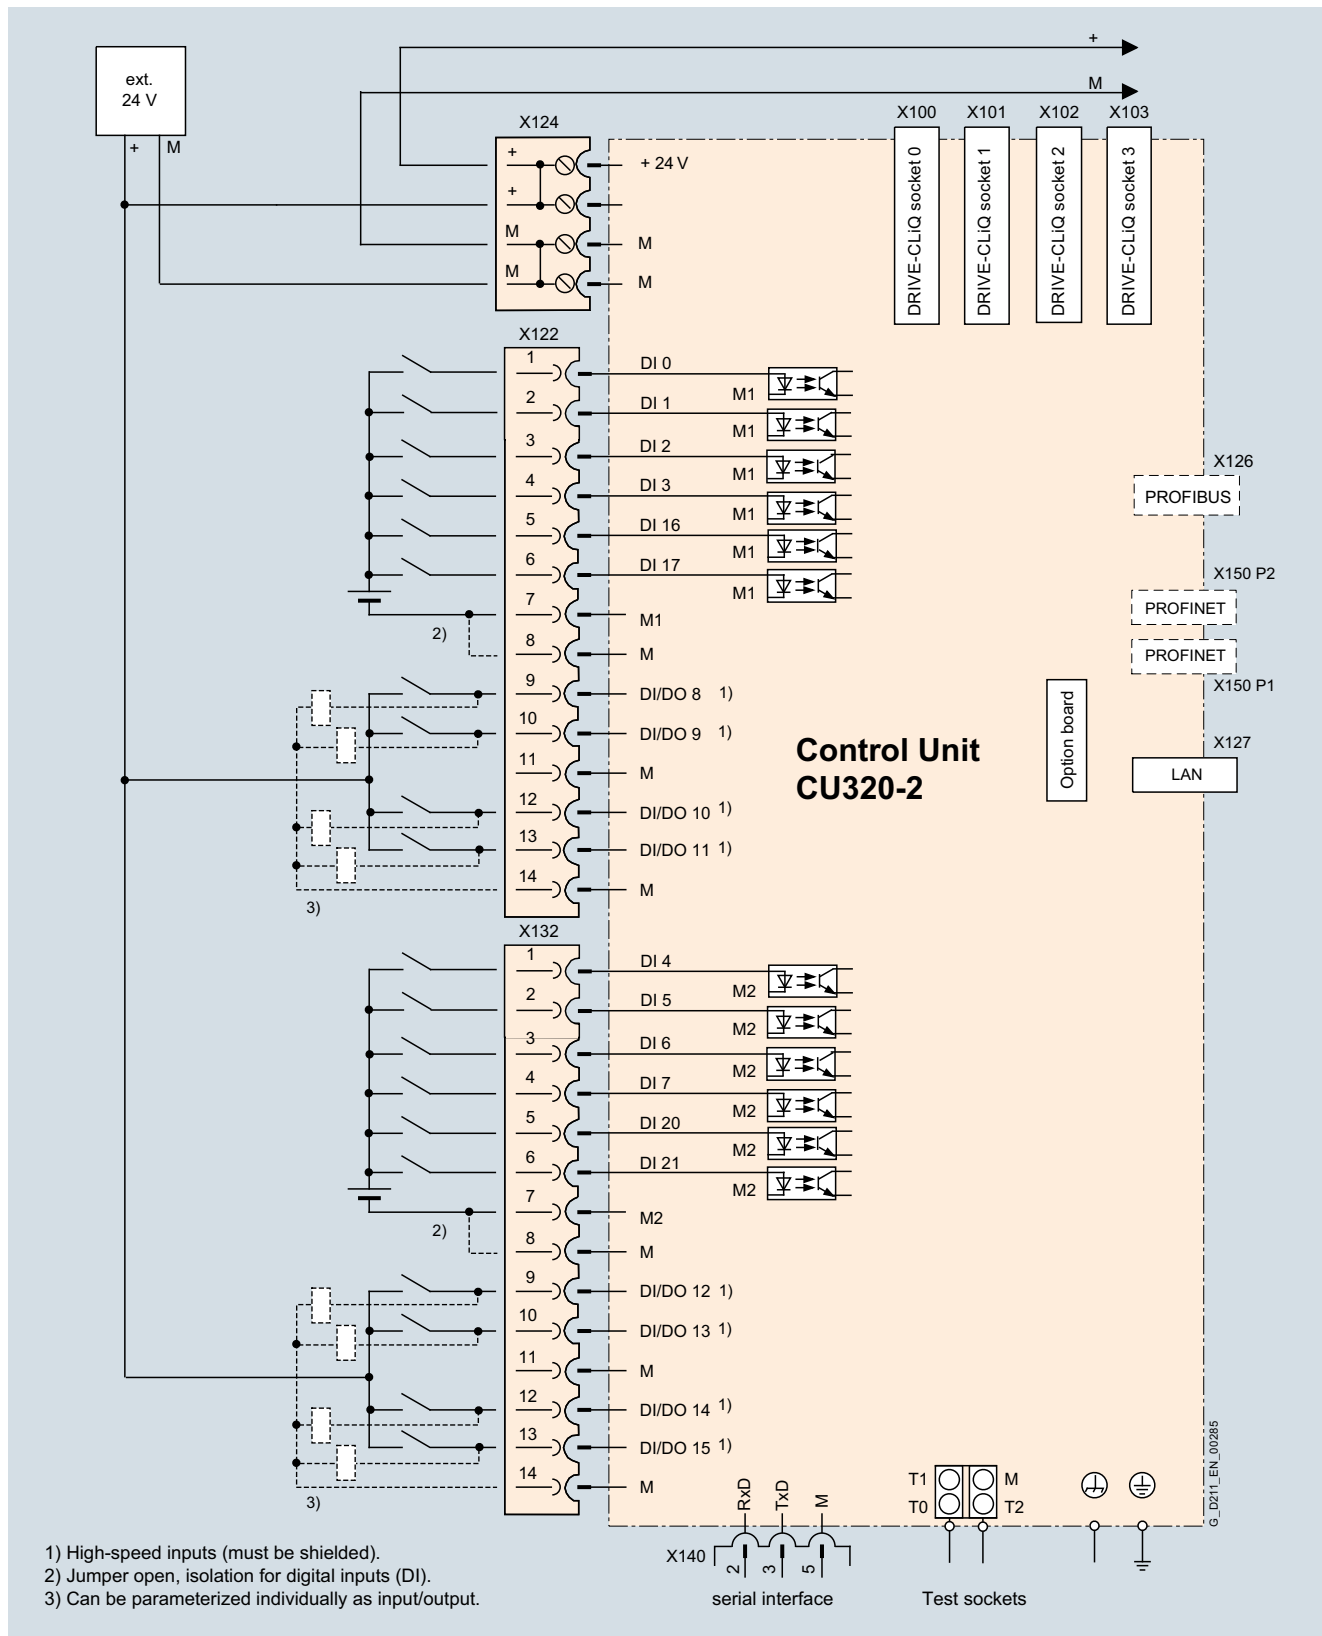 +
ext.
24 V
M
X100 X101 X102 X103
X124
+ M
DRIVE-CLiQ socket 0
DRIVE-CLiQ socket 1
DRIVE-CLiQ socket 2
DRIVE-CLiQ socket 3
+ + 24 V
+
M M
M M
X122
1 DI 0
M1
2 DI 1
M1
3 DI 2
M1
4 DI 3
M1
5 DI 16
M1
6 DI 17
M1
7 M1
2)
8 M
9 DI/DO 8 1)
10 DI/DO 9 1)
11 M
12 DI/DO 10 1)
13 DI/DO 11 1)
14 M
3)
X126
PROFIBUS
X150 P2
PROFINET
PROFINET
X150 P1
Option board
Control Unit
CU320-2
X127
LAN
X132
1 DI 4
M2
2 DI 5
M2
3 DI 6
M2
4 DI 7
M2
5 DI 20
M2
6 DI 21
M2
7 M2
2)
8 M
9 DI/DO 12 1)
10 DI/DO 13 1)
11 M
12 DI/DO 14 1)
13 DI/DO 15 1)
14 M
3)
RxD
TxD
M
X140
2
3
5
serial interface
T1 M
T0 T2
Test sockets
G_D211_EN_00285
1) High-speed inputs (must be shielded).
2) Jumper open, isolation for digital inputs (DI).
3) Can be parameterized individually as input/output.